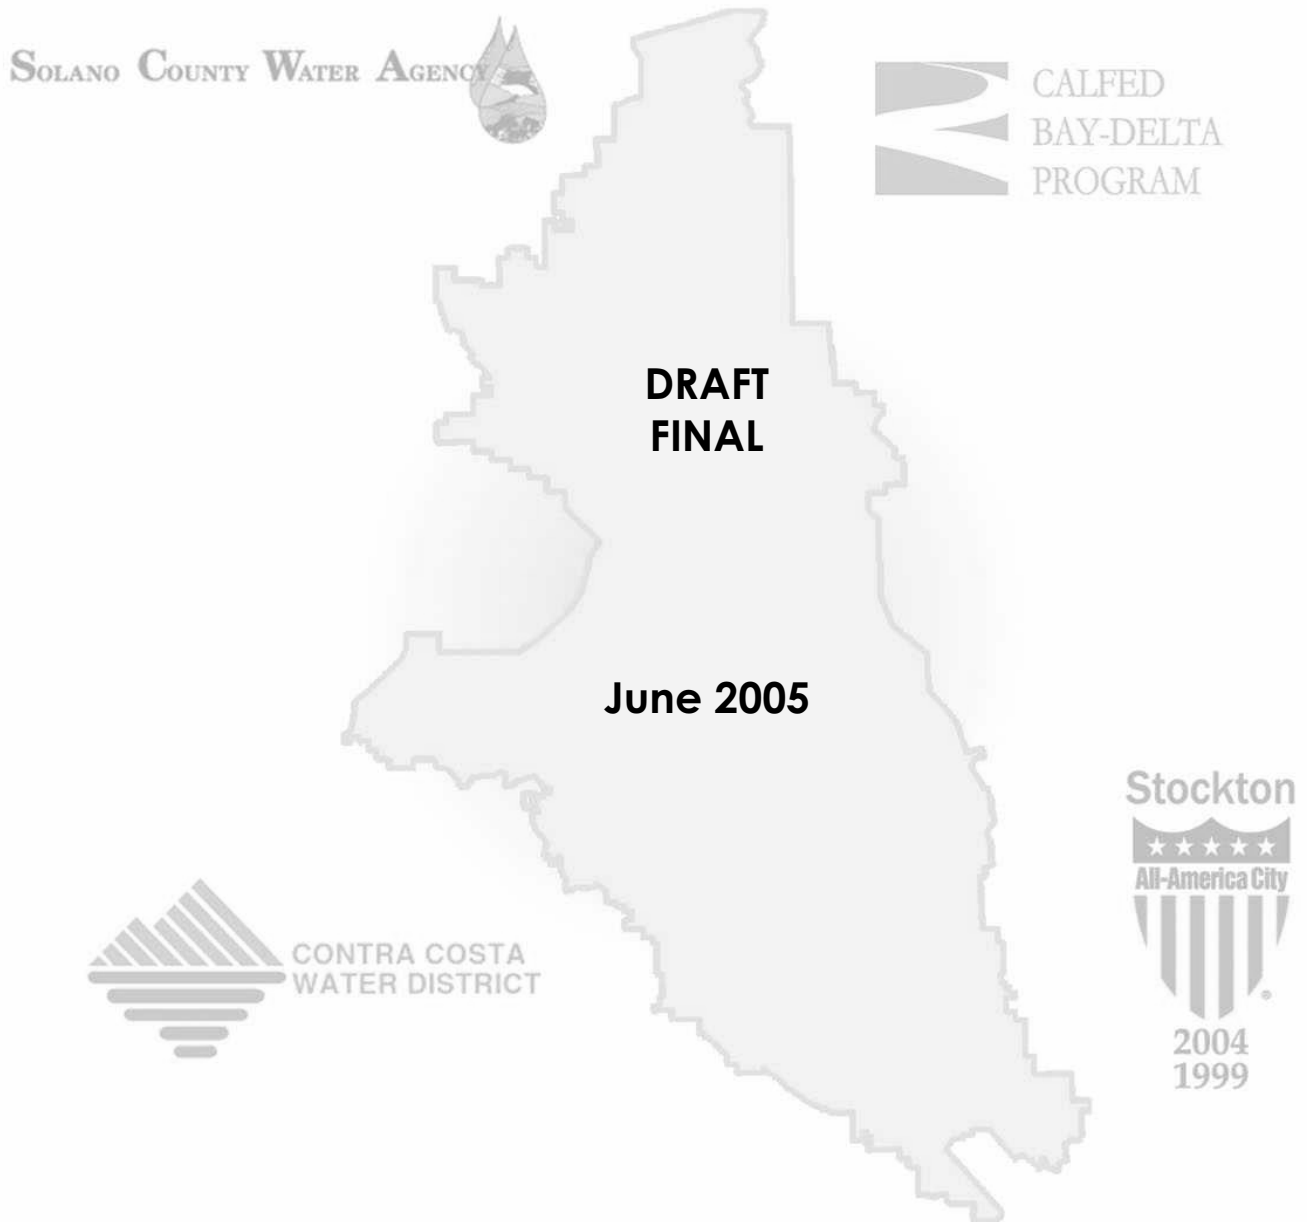 SOLANO COUNTY WATER AGENCY
CALFED
BAY-DELTA
PROGRAM
DRAFT
FINAL
June 2005
Stockton
All-America City
®
2004
1999
CONTRA COSTA
WATER DISTRICT